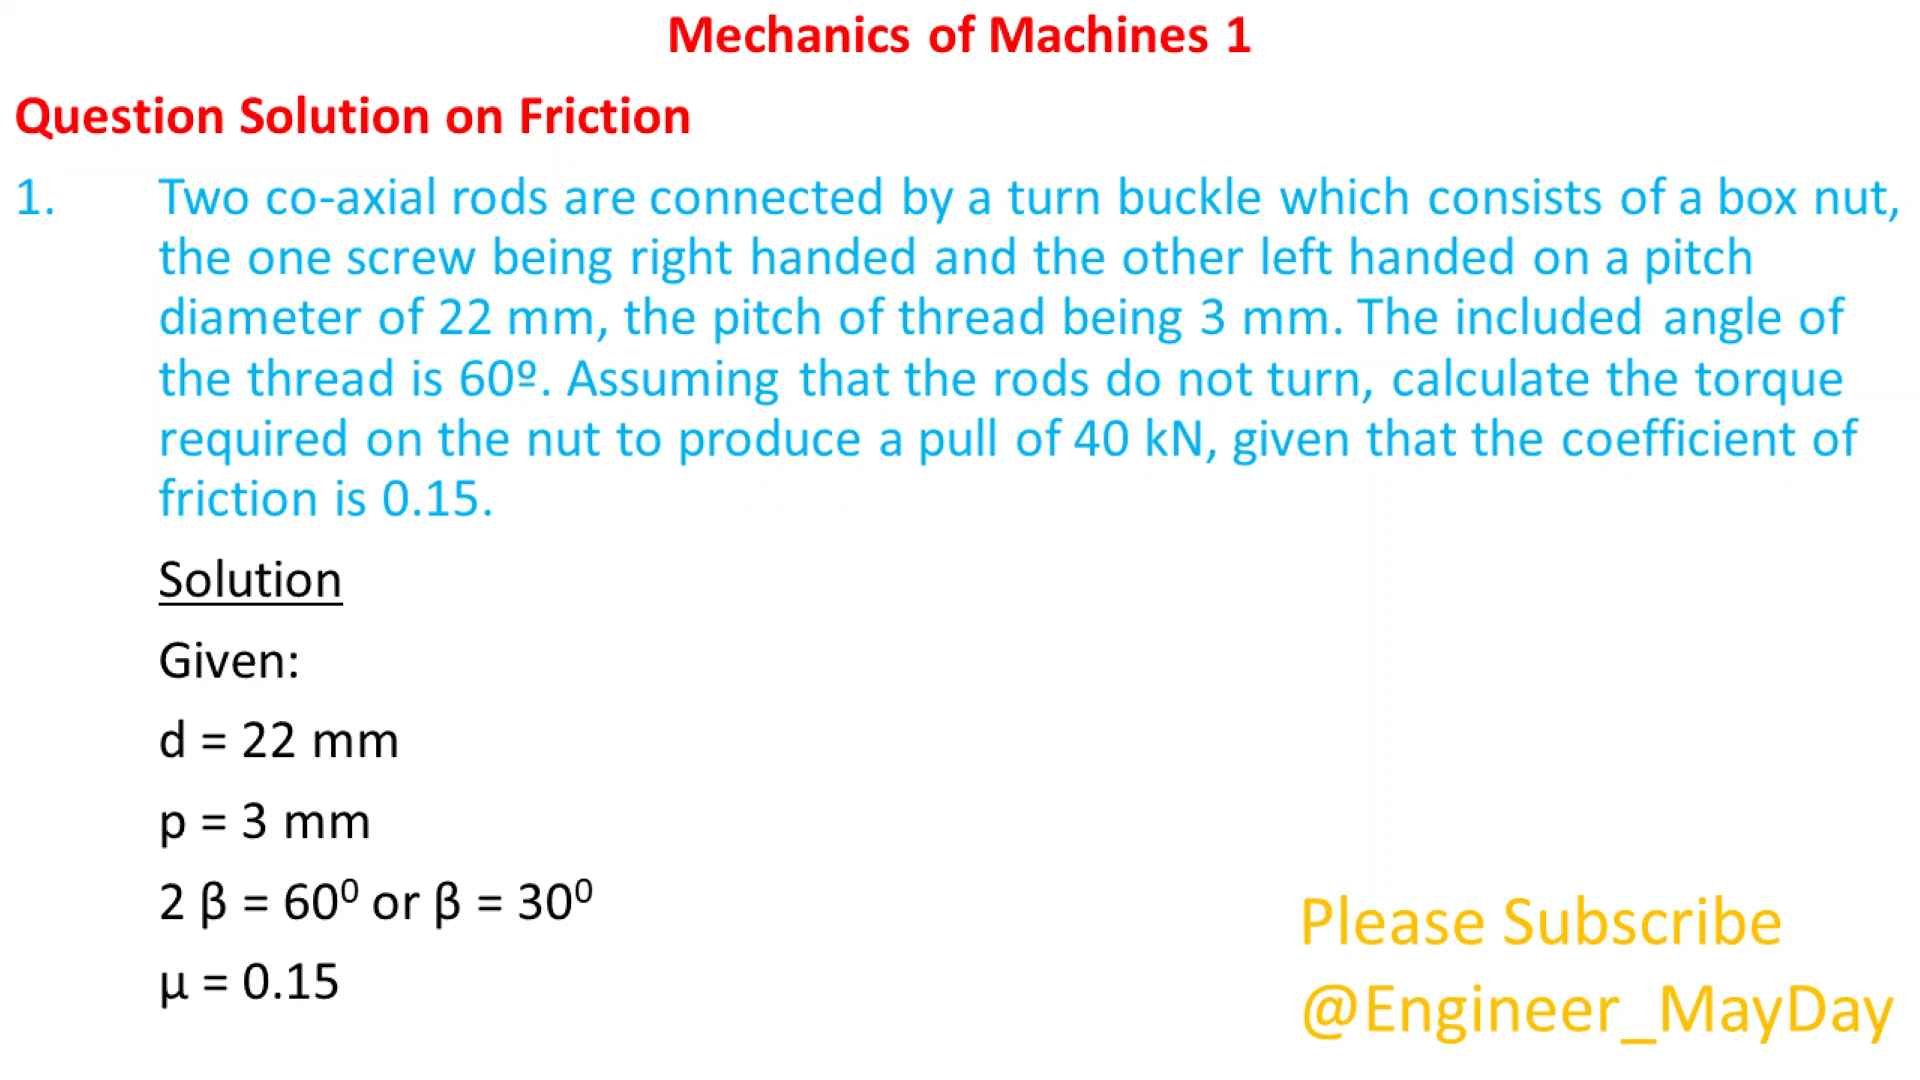 Mechanics of Machines 1
Question Solution on Friction
1. Two co-axial rods are connected by a turn buckle which consists of a box nut,
the one screw being right handed and the other left handed on a pitch
diameter of 22 mm, the pitch of thread being 3 mm. The included angle of
the thread is 60º. Assuming that the rods do not turn, calculate the torque
required on the nut to produce a pull of 40 kN, given that the coefficient of
friction is 0.15.
Solution
Given:
d = 22 mm
p = 3 mm
2 β = 60⁰ or β = 30⁰
μ = 0.15
Please Subscribe
@Engineer_MayDay